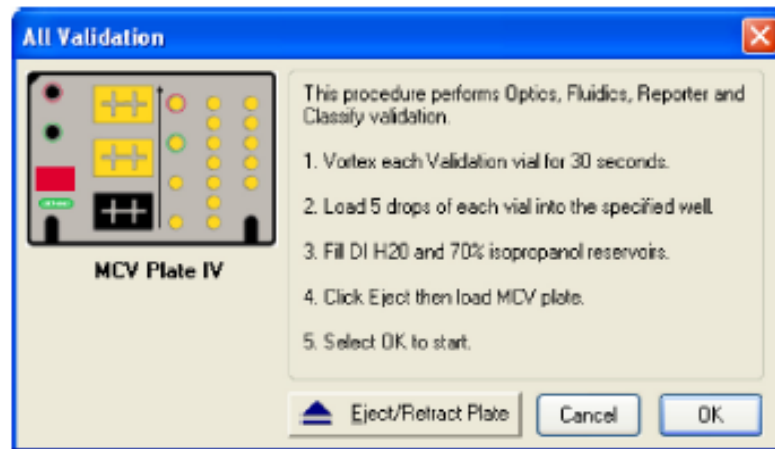 All Validation
This procedure performs Optics, Fluidics, Reporter and
Classify validation.
1. Vortex each Validation vial for 30 seconds.
2. Load 5 drops of each vial into the specified well.
3. Fill DI H20 and 70% isopropanol reservoirs.
4. Click Eject then load MCV plate.
5. Select OK to start.
MCV Plate IV
Eject/Retract Plate
Cancel
OK